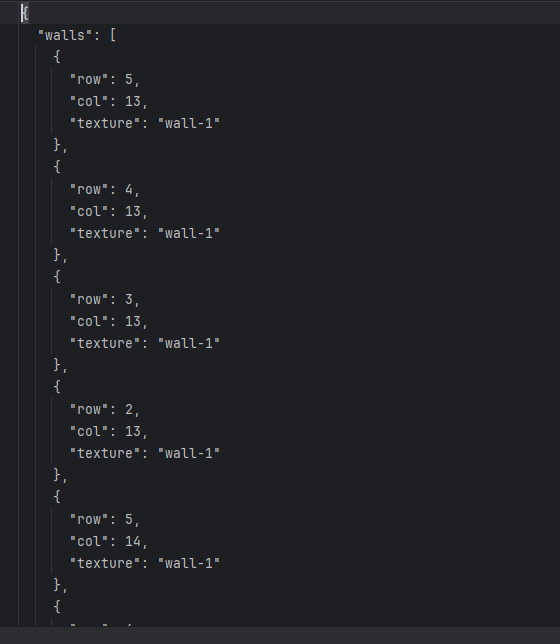 {
"walls": [
{
"row": 5,
"col": 13,
"texture": "wall-1"
},
{
"row": 4,
"col": 13,
"texture": "wall-1"
},
{
"row": 3,
"col": 13,
"texture": "wall-1"
},
{
"row": 2,
"col": 13,
"texture": "wall-1"
},
{
"row": 5,
"col": 14,
"texture": "wall-1"
},
{